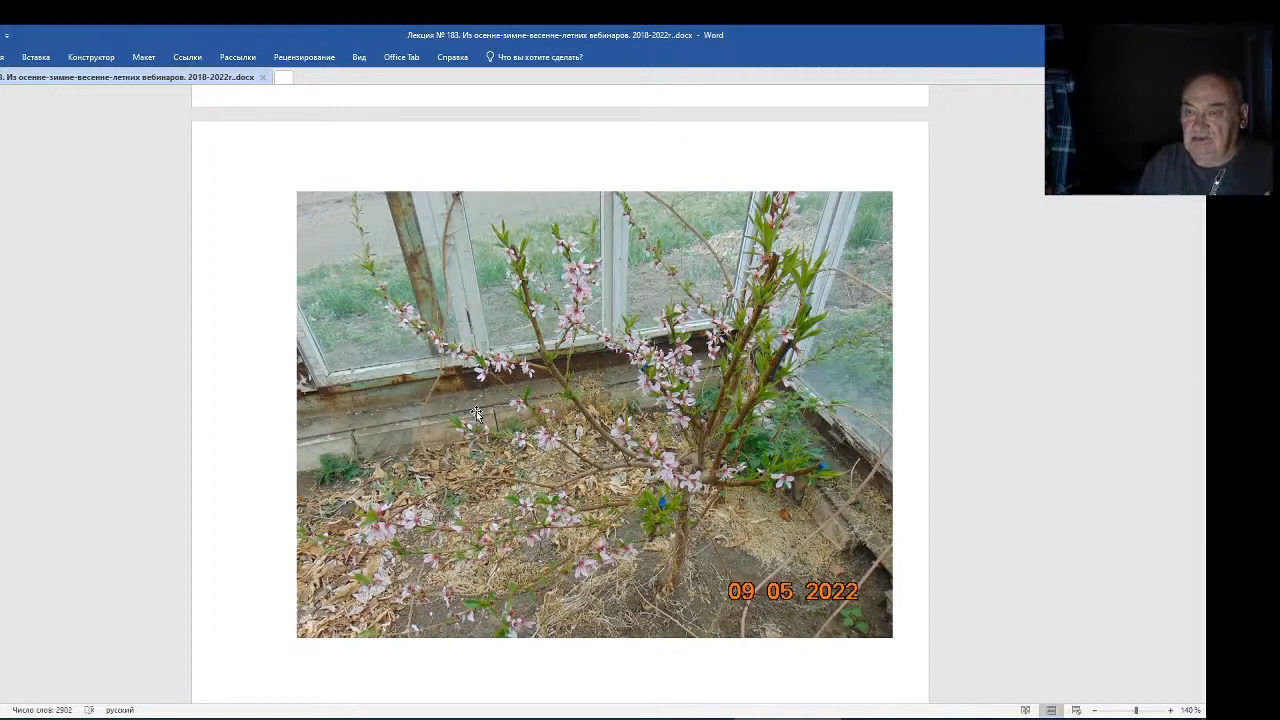 Лекция № 183. Из осенне-зимне-весенне-летних вебинаров. 2018-2022г..docx - Word
я Вставка Конструктор Макет Ссылки Рассылки Рецензирование Вид Office Tab Справка Что вы хотите сделать?
3. Из осенне-зимне-весенне-летних вебинаров. 2018-2022г..docx
09 05 2022
Число слов: 2902 русский 140 %